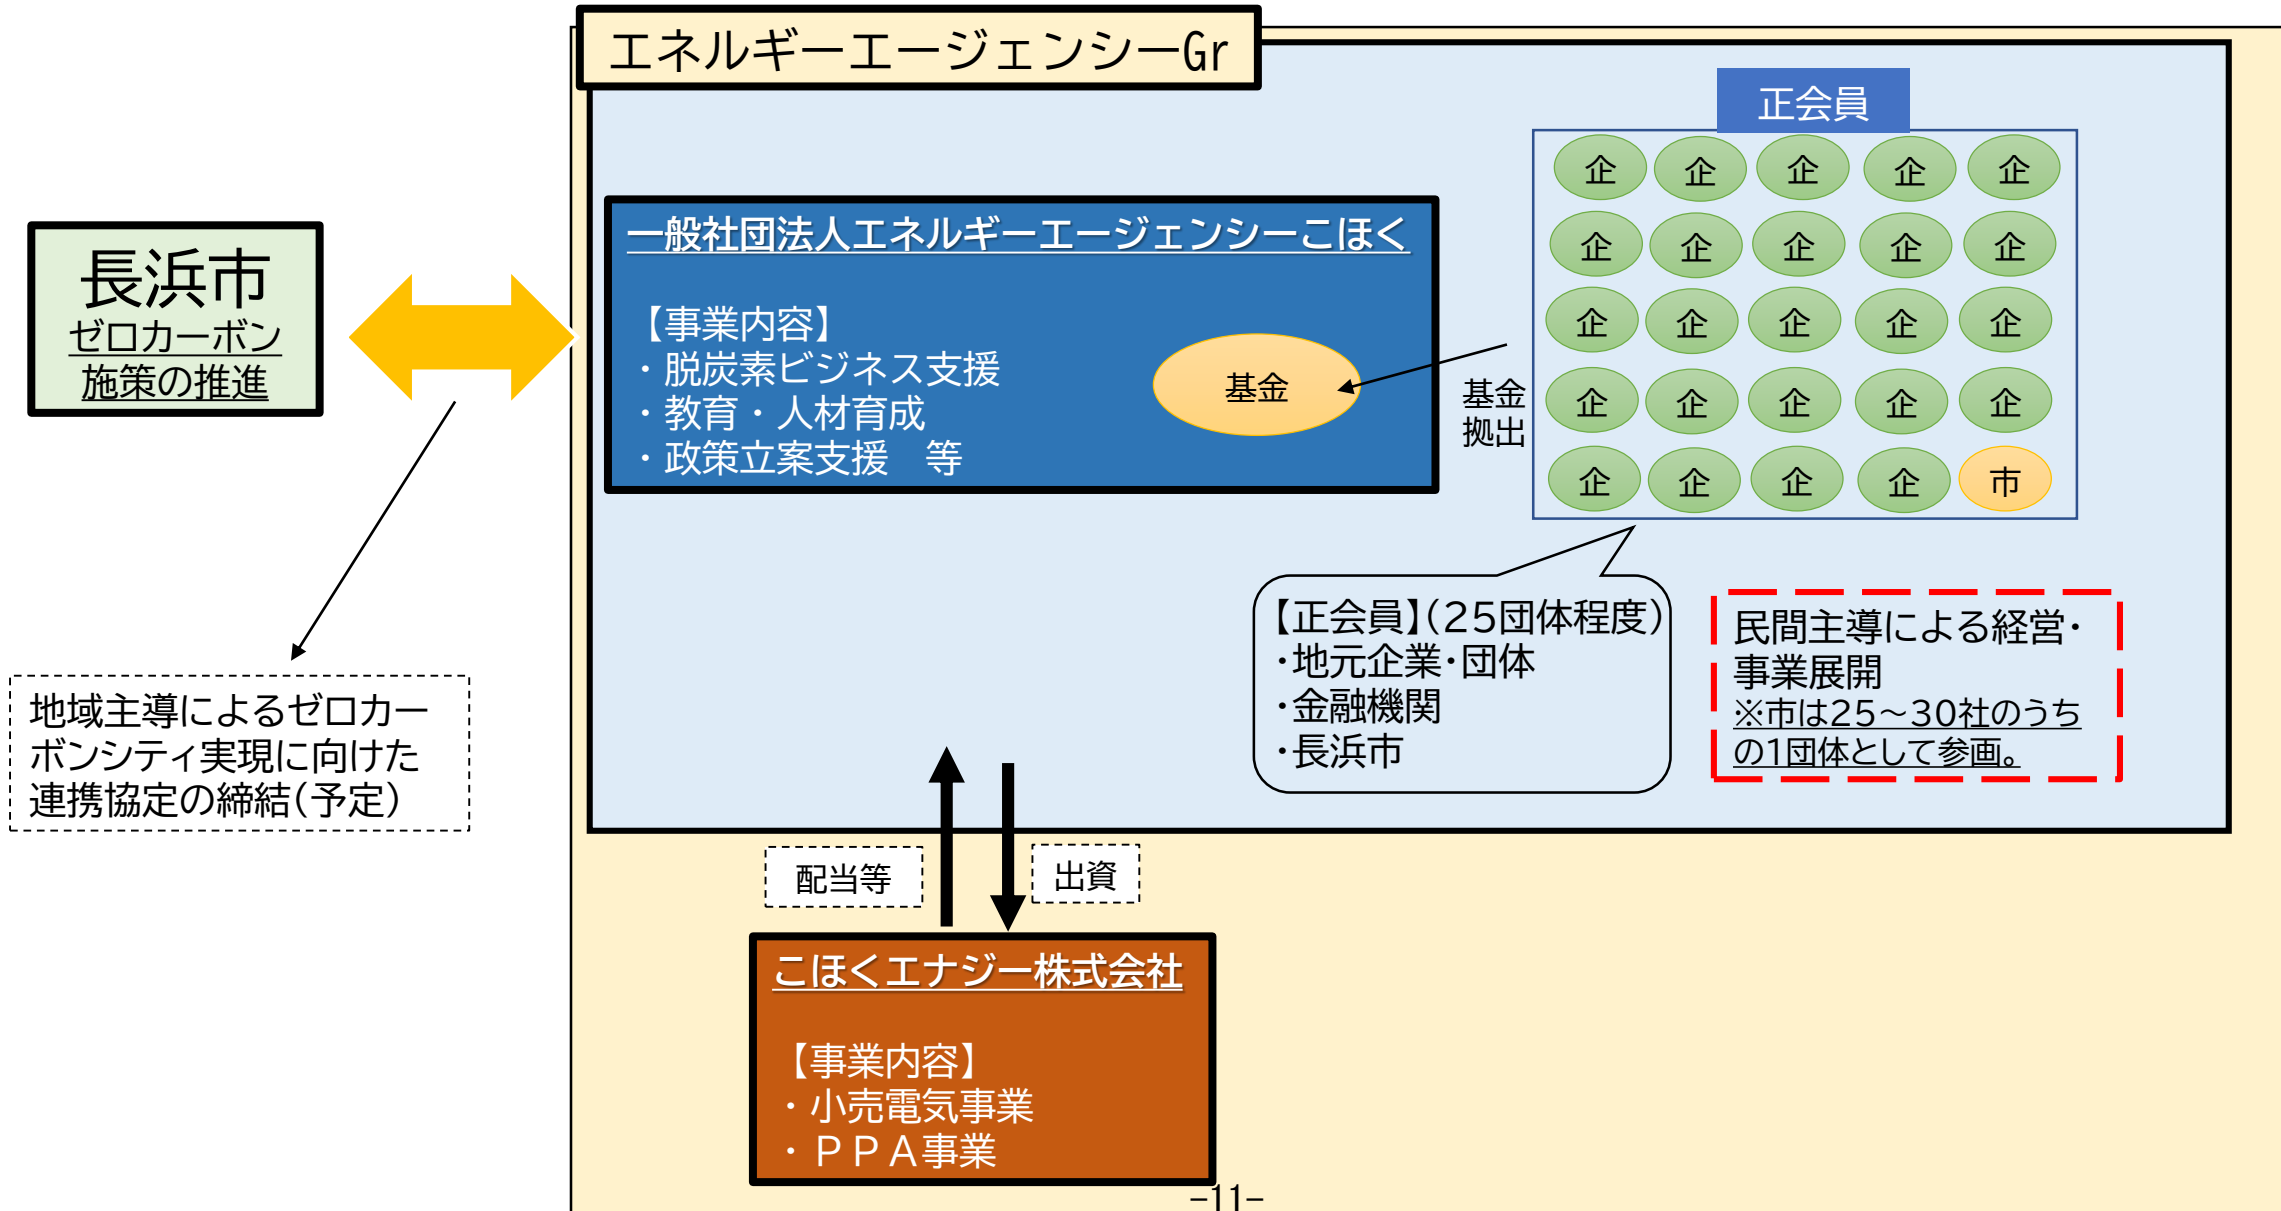 エネルギーエージェンシーGr
正会員
企 企 企 企 企
企 企 企 企 企
企 企 企 企 企
企 企 企 企 企
企 企 企 企 市
長浜市
ゼロカーボン
施策の推進
一般社団法人エネルギーエージェンシーこほく
【事業内容】
・脱炭素ビジネス支援
・教育・人材育成
・政策立案支援　等
基金
基金
拠出
地域主導によるゼロカー
ボンシティ実現に向けた
連携協定の締結(予定)
【正会員】(25団体程度)
・地元企業・団体
・金融機関
・長浜市
民間主導による経営・
事業展開
※市は25～30社のうち
の1団体として参画。
配当等
出資
こほくエナジー株式会社
【事業内容】
・小売電気事業
・ＰＰＡ事業
-11-